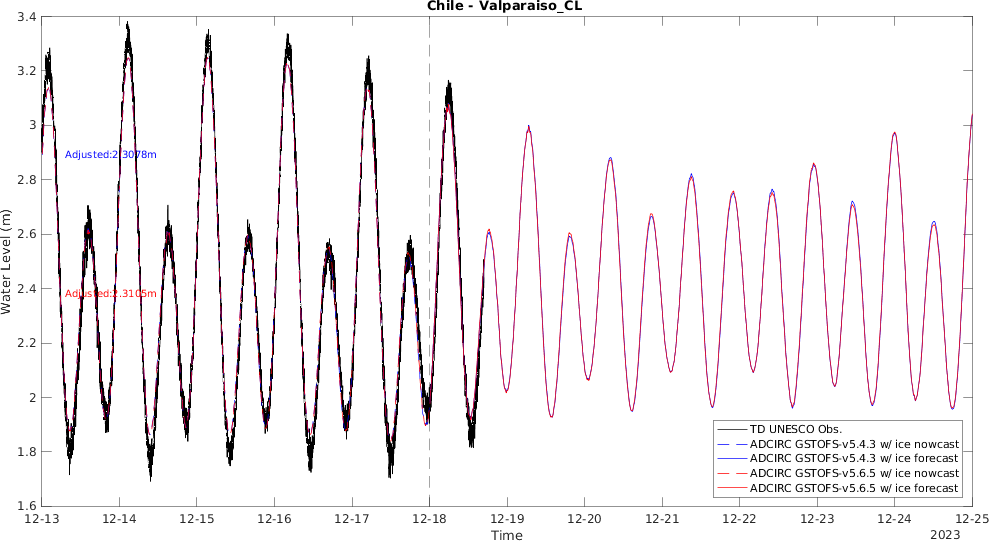 Chile - Valparaiso_CL
3.4
3.2
3
2.8
2.6
2.4
2.2
2
1.8
1.6
Water Level (m)
Adjusted:2.3078m
Adjusted:2.3105m
TD UNESCO Obs.
ADCIRC GSTOFS-v5.4.3 w/ ice nowcast
ADCIRC GSTOFS-v5.4.3 w/ ice forecast
ADCIRC GSTOFS-v5.6.5 w/ ice nowcast
ADCIRC GSTOFS-v5.6.5 w/ ice forecast
12-13 12-14 12-15 12-16 12-17 12-18 12-19 12-20 12-21 12-22 12-23 12-24 12-25
Time
2023